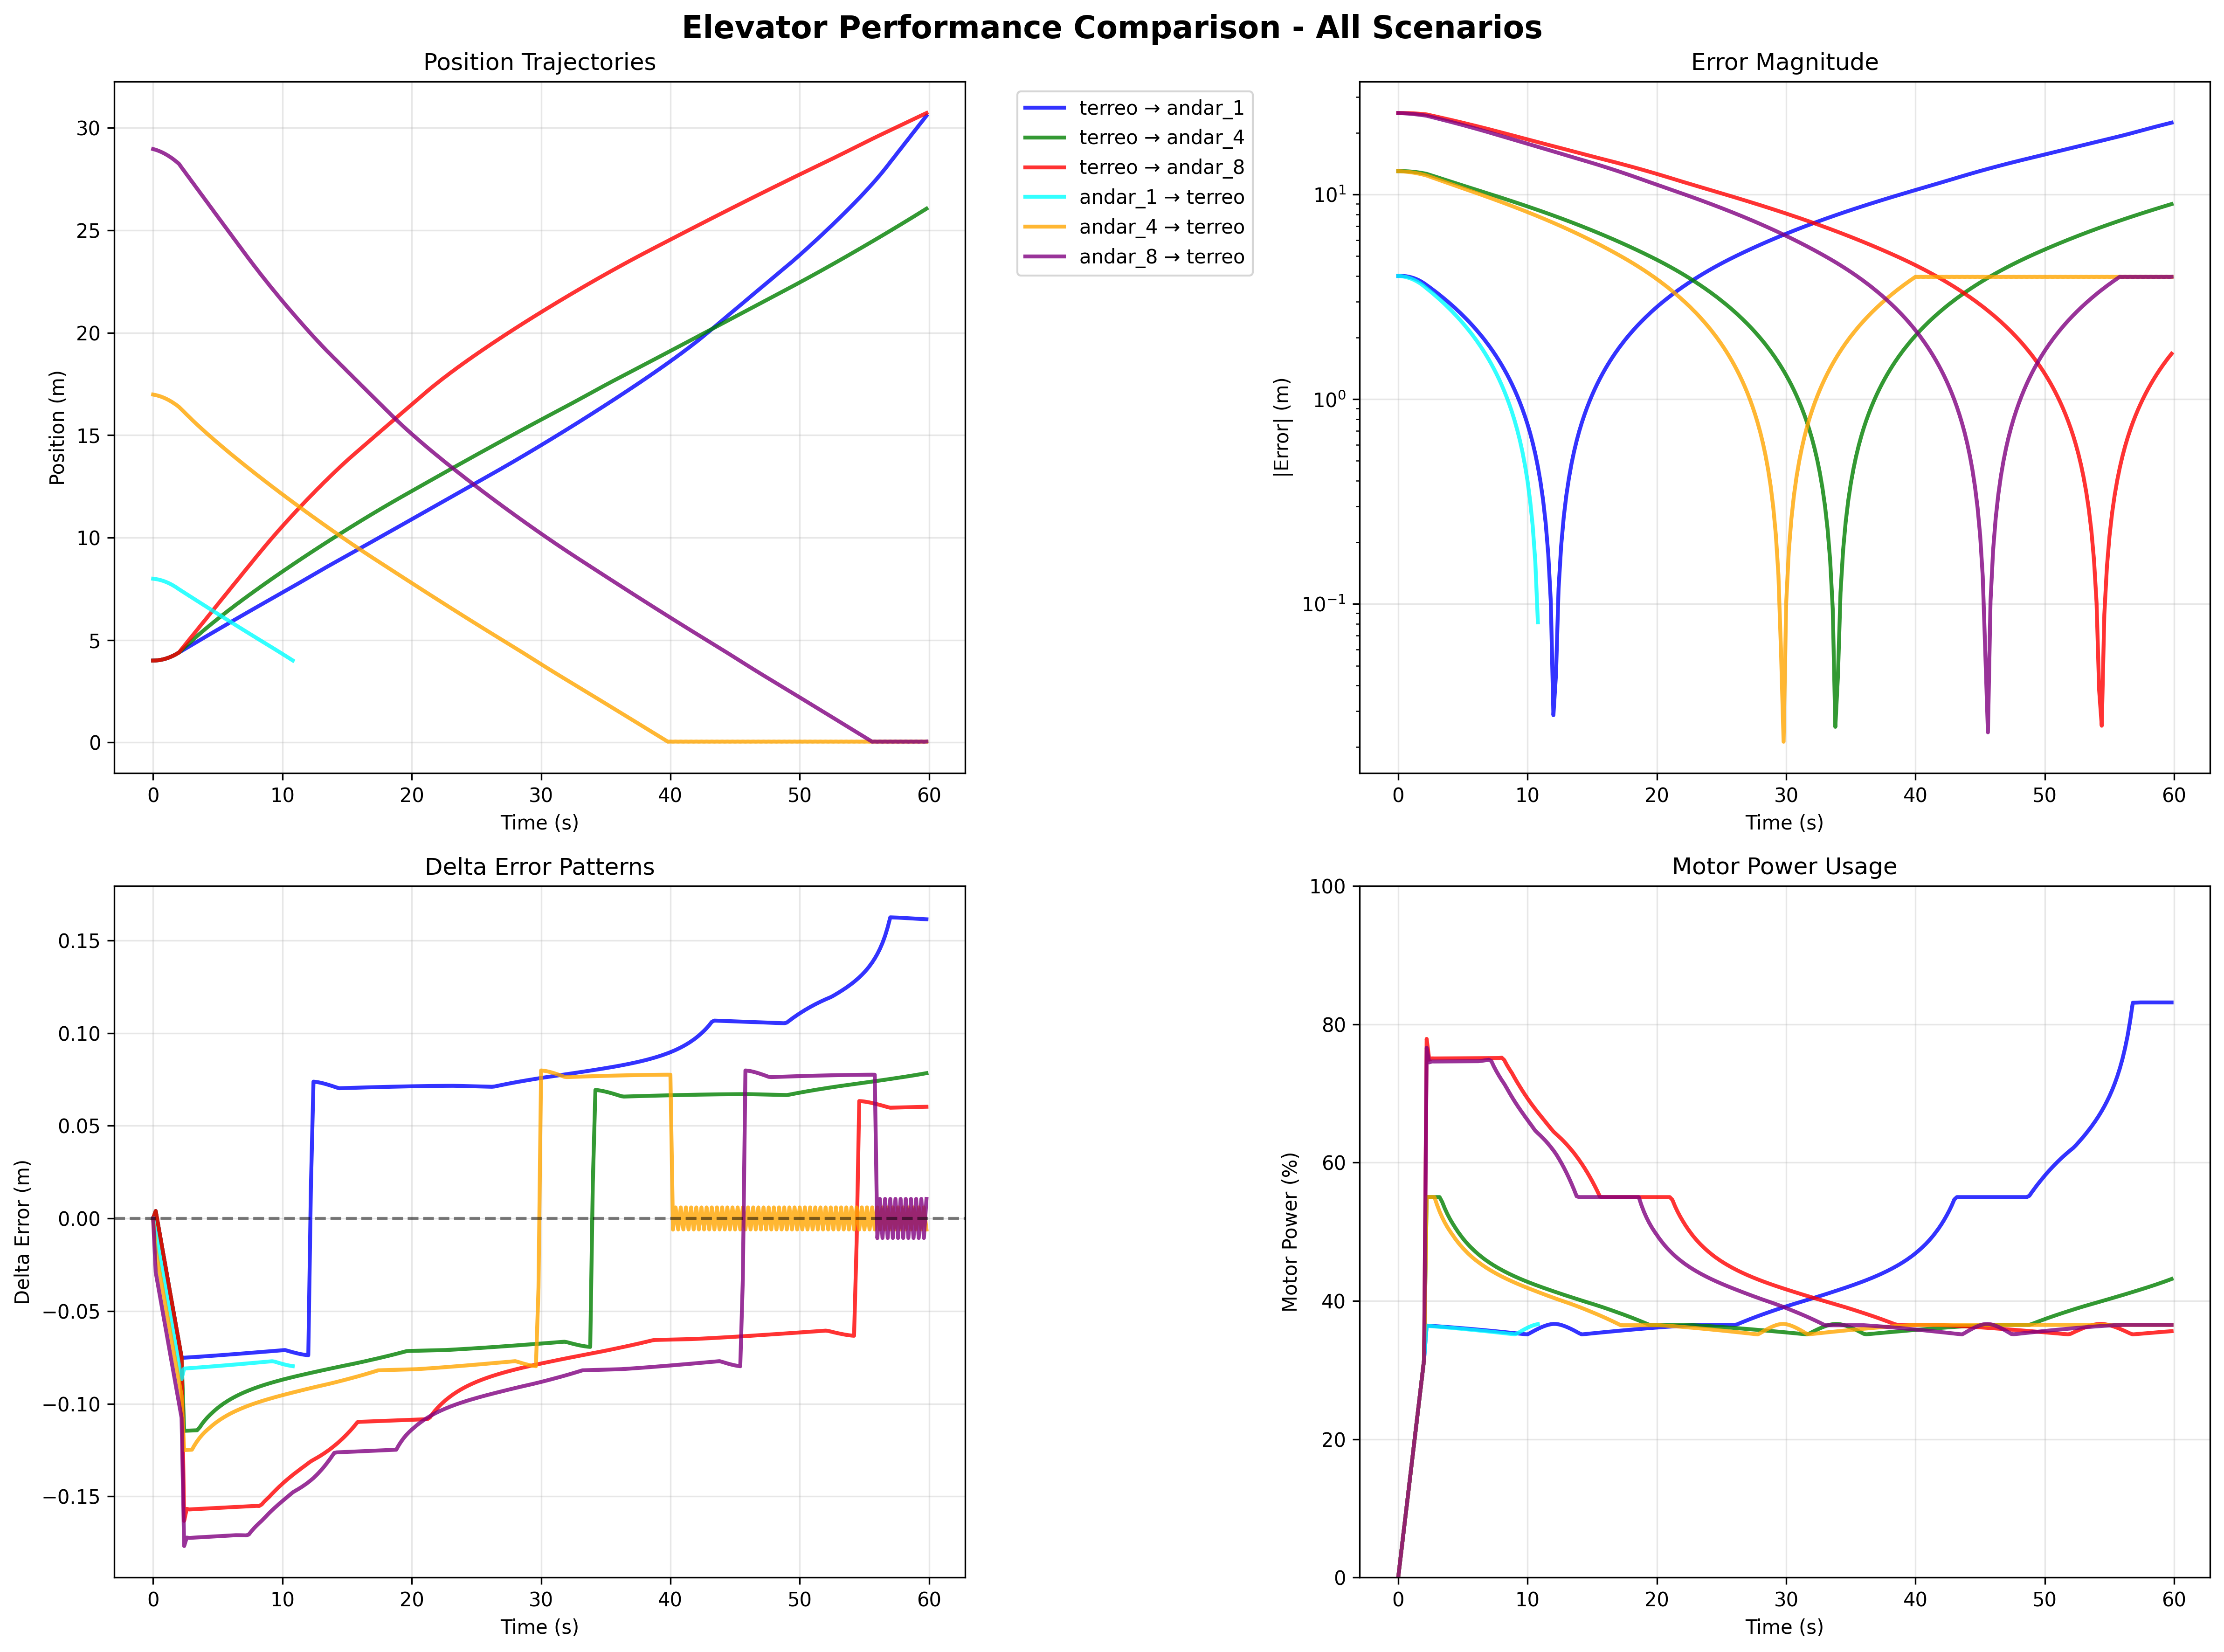 Elevator Performance Comparison - All Scenarios
Position Trajectories
30
25
20
15
10
5
0
Position (m)
0 10 20 30 40 50 60
Time (s)
terreo → andar_1
terreo → andar_4
terreo → andar_8
andar_1 → terreo
andar_4 → terreo
andar_8 → terreo
Error Magnitude
10¹
10⁰
10⁻¹
|Error| (m)
0 10 20 30 40 50 60
Time (s)
Delta Error Patterns
0.15
0.10
0.05
0.00
−0.05
−0.10
−0.15
Delta Error (m)
0 10 20 30 40 50 60
Time (s)
Motor Power Usage
100
80
60
40
20
0
Motor Power (%)
0 10 20 30 40 50 60
Time (s)